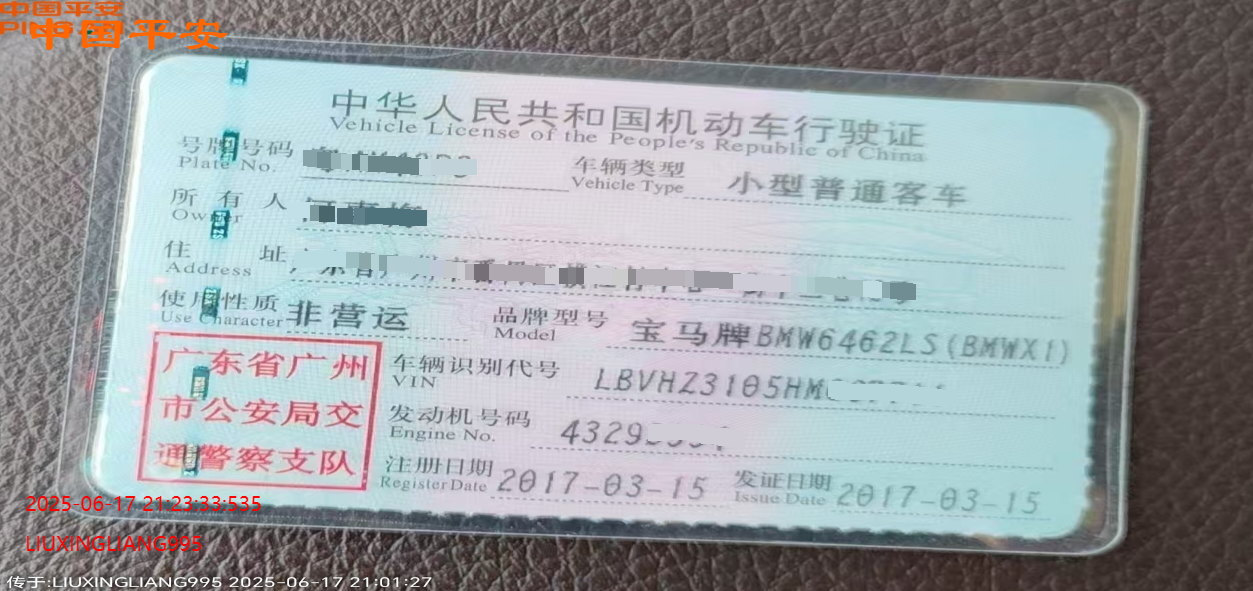 中国平安
中国平安
中华人民共和国机动车行驶证
Vehicle License of the People's Republic of China
号牌号码
Plate No.
车辆类型 小型普通客车
Vehicle Type
所有人
Owner
住址
Address
使用性质 非营运
Use Character
品牌型号 宝马牌BMW6462LS(BMWX1)
Model
广东省广州
市公安局交
通警察支队
车辆识别代号 LBVHZ3105HM
VIN
发动机号码 4329
Engine No.
注册日期 2017-03-15
Register Date
发证日期 2017-03-15
Issue Date
2025-06-17 21:23:33:535
LIUXINGLIANG995
传于:LIUXINGLIANG995 2025-06-17 21:01:27